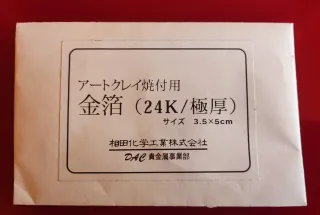 アートクレイ焼付用
金箔（24K/極厚）
サイズ 3.5×5cm
相田化学工業株式会社
DAC 貴金属事業部